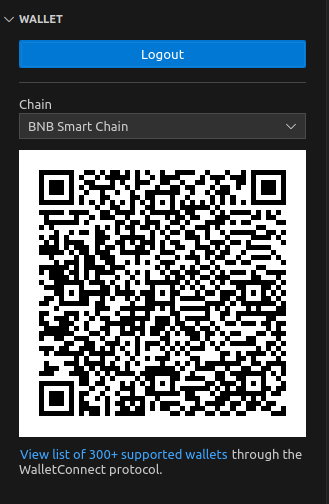 WALLET
Logout
Chain
BNB Smart Chain
View list of 300+ supported wallets through the
WalletConnect protocol.